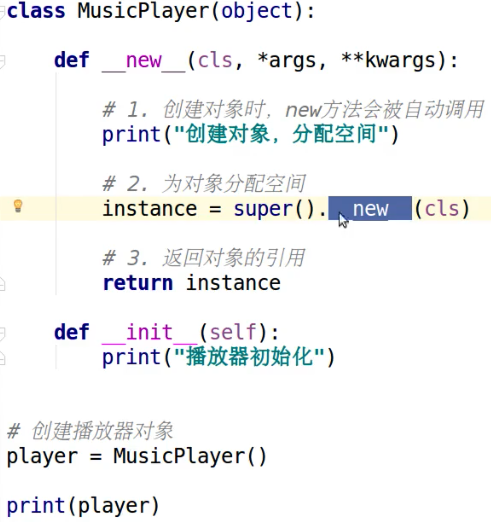 class MusicPlayer(object):
def __new__(cls, *args, **kwargs):
# 1. 创建对象时，new方法会被自动调用
print("创建对象，分配空间")
# 2. 为对象分配空间
instance = super().__new__(cls)
# 3. 返回对象的引用
return instance
def __init__(self):
print("播放器初始化")
# 创建播放器对象
player = MusicPlayer()
print(player)